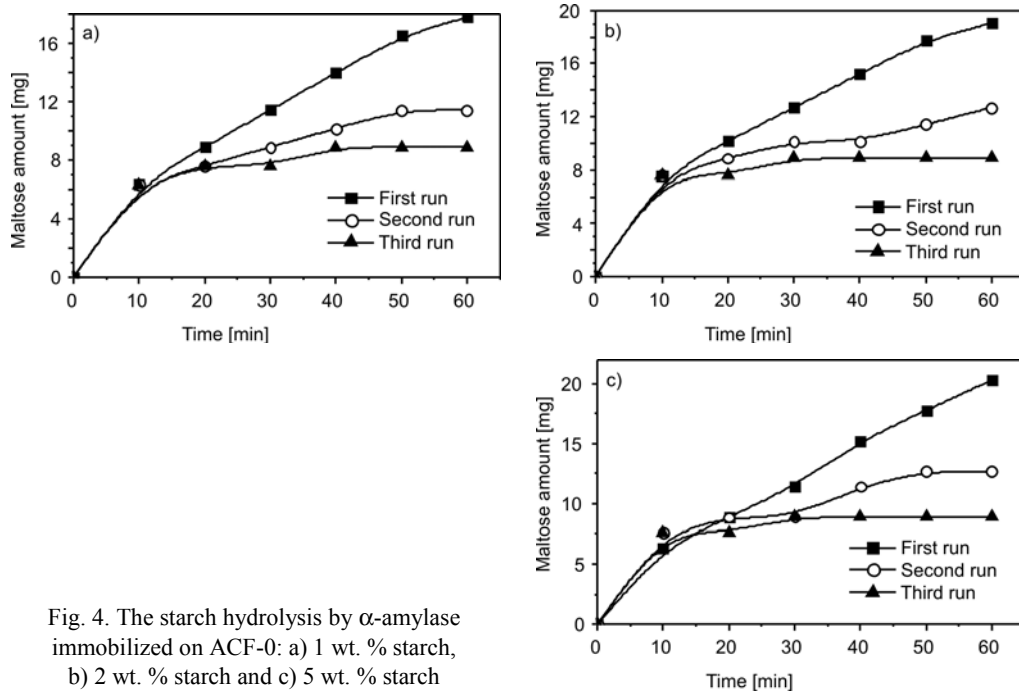 a)
16
12
8
4
0
Maltose amount [mg]
First run
Second run
Third run
0 10 20 30 40 50 60
Time [min]
b)
20
16
12
8
4
0
Maltose amount [mg]
First run
Second run
Third run
0 10 20 30 40 50 60
Time [min]
c)
20
15
10
5
0
Maltose amount [mg]
First run
Second run
Third run
0 10 20 30 40 50 60
Time [min]
Fig. 4. The starch hydrolysis by α-amylase
immobilized on ACF-0: a) 1 wt. % starch,
b) 2 wt. % starch and c) 5 wt. % starch